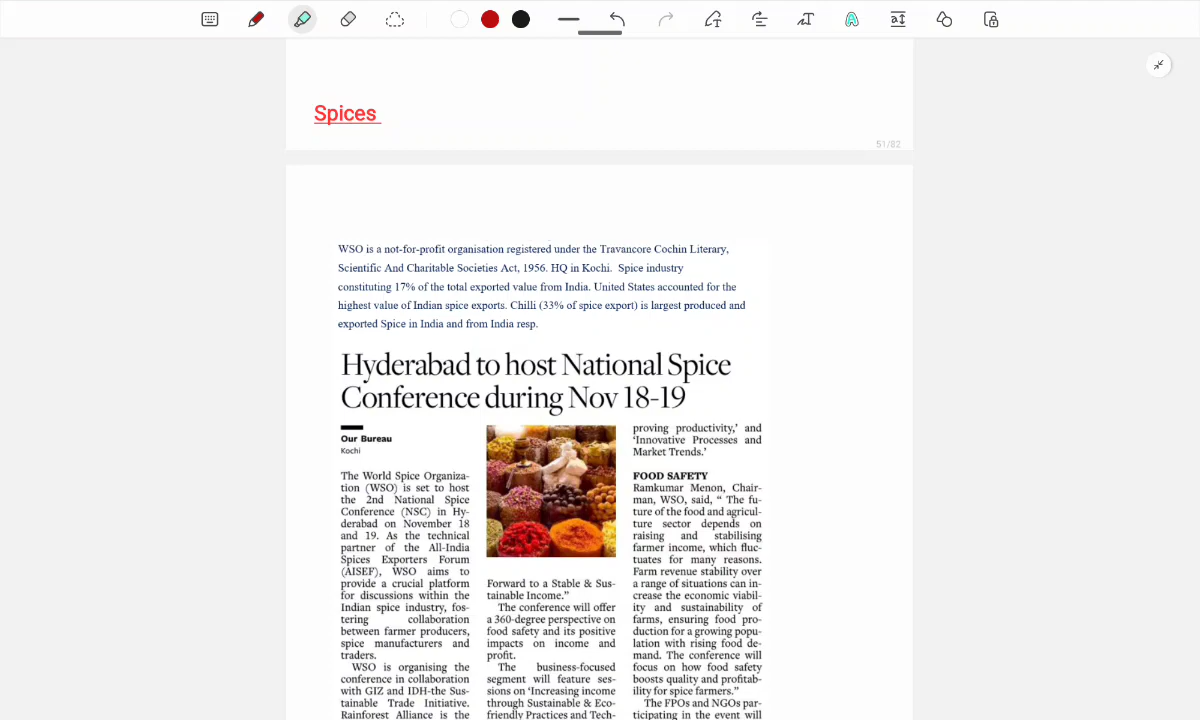 Spices
51/82
WSO is a not-for-profit organisation registered under the Travancore Cochin Literary,
Scientific And Charitable Societies Act, 1956. HQ in Kochi.  Spice industry
constituting 17% of the total exported value from India. United States accounted for the
highest value of Indian spice exports. Chilli (33% of spice export) is largest produced and
exported Spice in India and from India resp.
Hyderabad to host National Spice
Conference during Nov 18-19
Our Bureau
Kochi
The World Spice Organiza-
tion (WSO) is set to host
the 2nd National Spice
Conference (NSC) in Hy-
derabad on November 18
and 19. As the technical
partner of the All-India
Spices Exporters Forum
(AISEF), WSO aims to
provide a crucial platform
for discussions within the
Indian spice industry, fos-
tering collaboration
between farmer producers,
spice manufacturers and
traders.
WSO is organising the
conference in collaboration
with GIZ and IDH-the Sus-
tainable Trade Initiative.
Rainforest Alliance is the
Forward to a Stable & Sus-
tainable Income.”
The conference will offer
a 360-degree perspective on
food safety and its positive
impacts on income and
profit.
The business-focused
segment will feature ses-
sions on ‘Increasing income
through Sustainable & Eco-
friendly Practices and Tech-
proving productivity,’ and
‘Innovative Processes and
Market Trends.’
FOOD SAFETY
Ramkumar Menon, Chair-
man, WSO, said, “ The fu-
ture of the food and agricul-
ture sector depends on
raising and stabilising
farmer income, which fluc-
tuates for many reasons.
Farm revenue stability over
a range of situations can in-
crease the economic viabil-
ity and sustainability of
farms, ensuring food pro-
duction for a growing popu-
lation with rising food de-
mand. The conference will
focus on how food safety
boosts quality and profitab-
ility for spice farmers.”
The FPOs and NGOs par-
ticipating in the event will